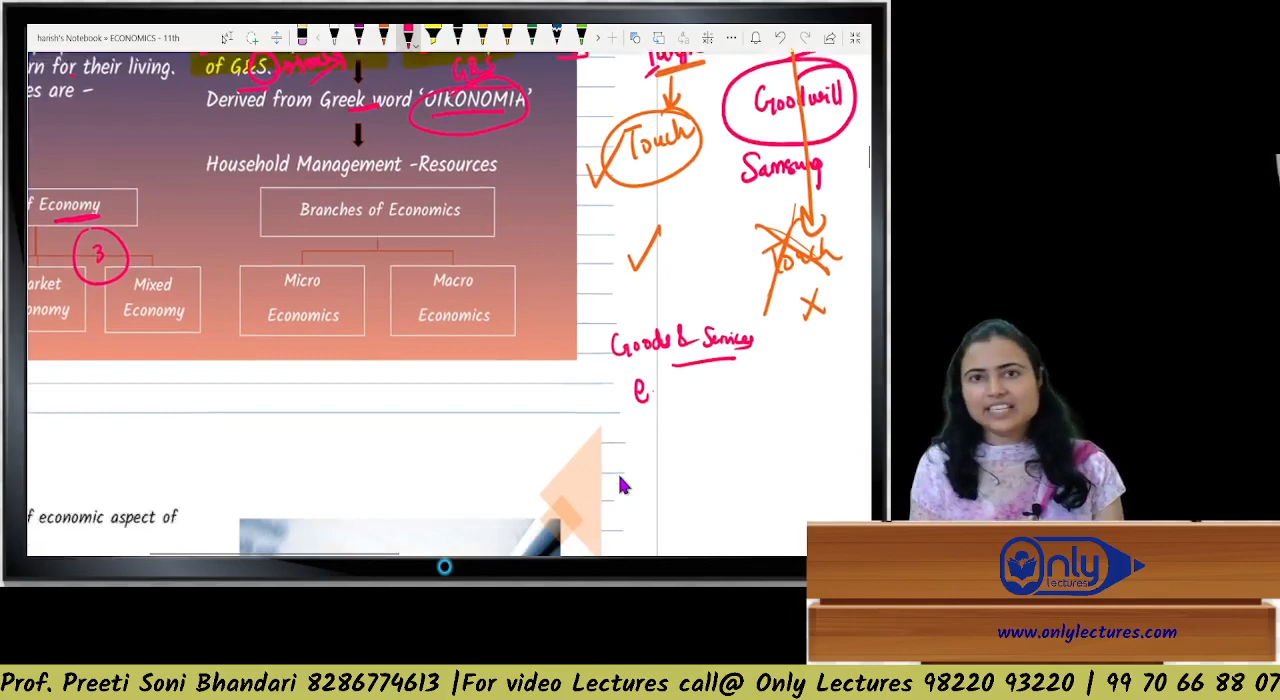 harish's Notebook » ECONOMICS - 11th
rn for their living.
es are –
of G&S.
G&S
Derived from Greek word 'OIKONOMIA'
Household Management -Resources
f Economy
3
arket
onomy
Mixed
Economy
Branches of Economics
Micro
Economics
Macro
Economics
Touch
Goodwill
Samsung
Touch
Goods & Services
e
f economic aspect of
Only
lectures
www.onlylectures.com
Prof. Preeti Soni Bhandari 8286774613 |For video Lectures call@ Only Lectures 98220 93220 | 99 70 66 88 07